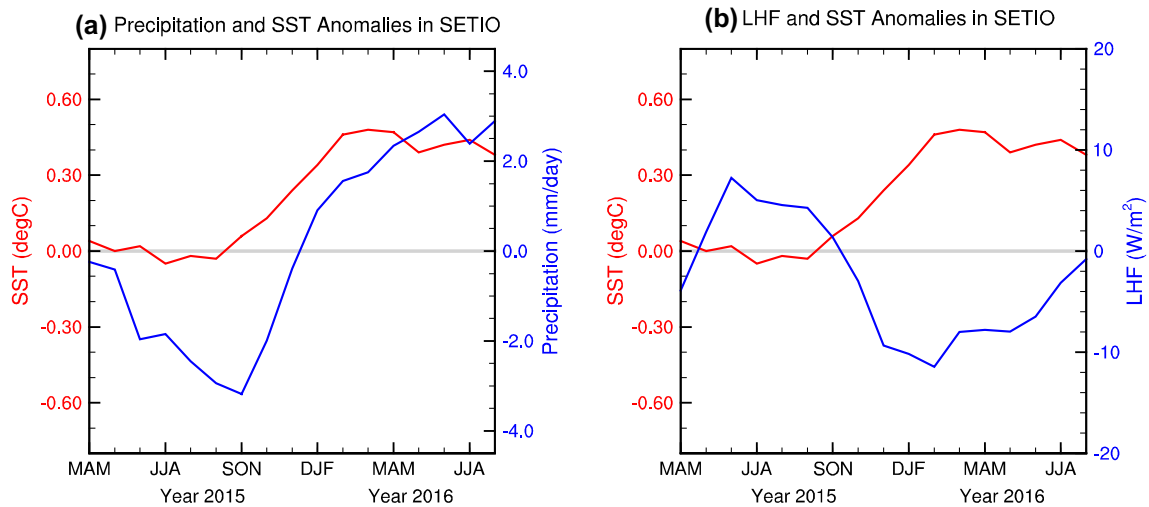 (a) Precipitation and SST Anomalies in SETIO
0.60
0.30
0.00
-0.30
-0.60
SST (degC)
4.0
2.0
0.0
-2.0
-4.0
Precipitation (mm/day)
MAM JJA SON DJF MAM JJA
Year 2015 Year 2016
(b) LHF and SST Anomalies in SETIO
0.60
0.30
0.00
-0.30
-0.60
SST (degC)
20
10
0
-10
-20
LHF (W/m²)
MAM JJA SON DJF MAM JJA
Year 2015 Year 2016